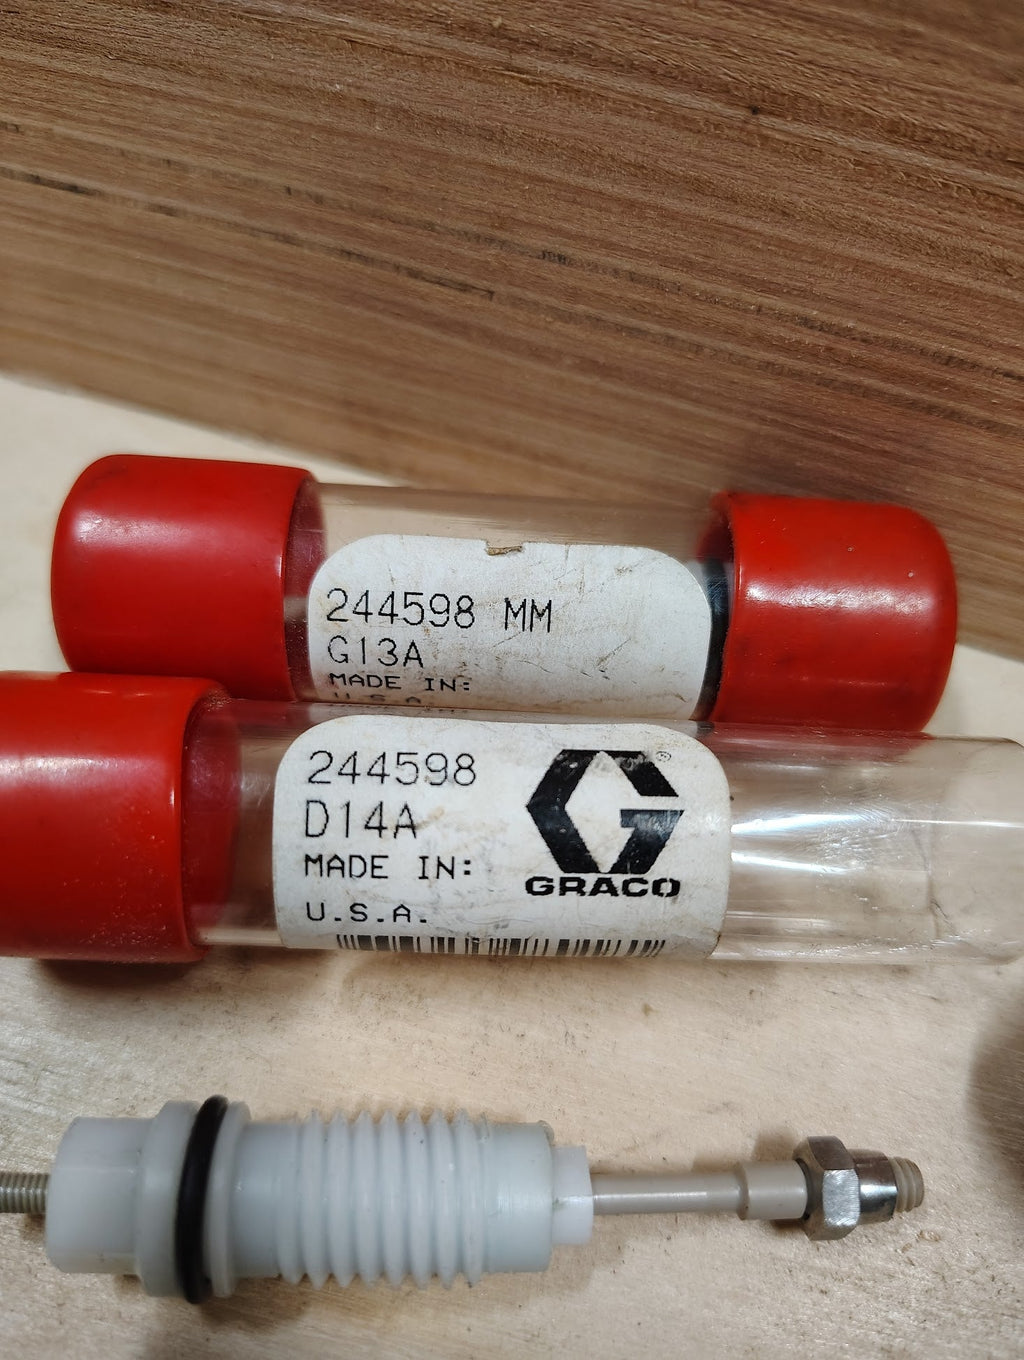 244598 MM
G13A
MADE IN:
U.S.A.
244598
D14A
MADE IN:
U.S.A.
®
GRACO